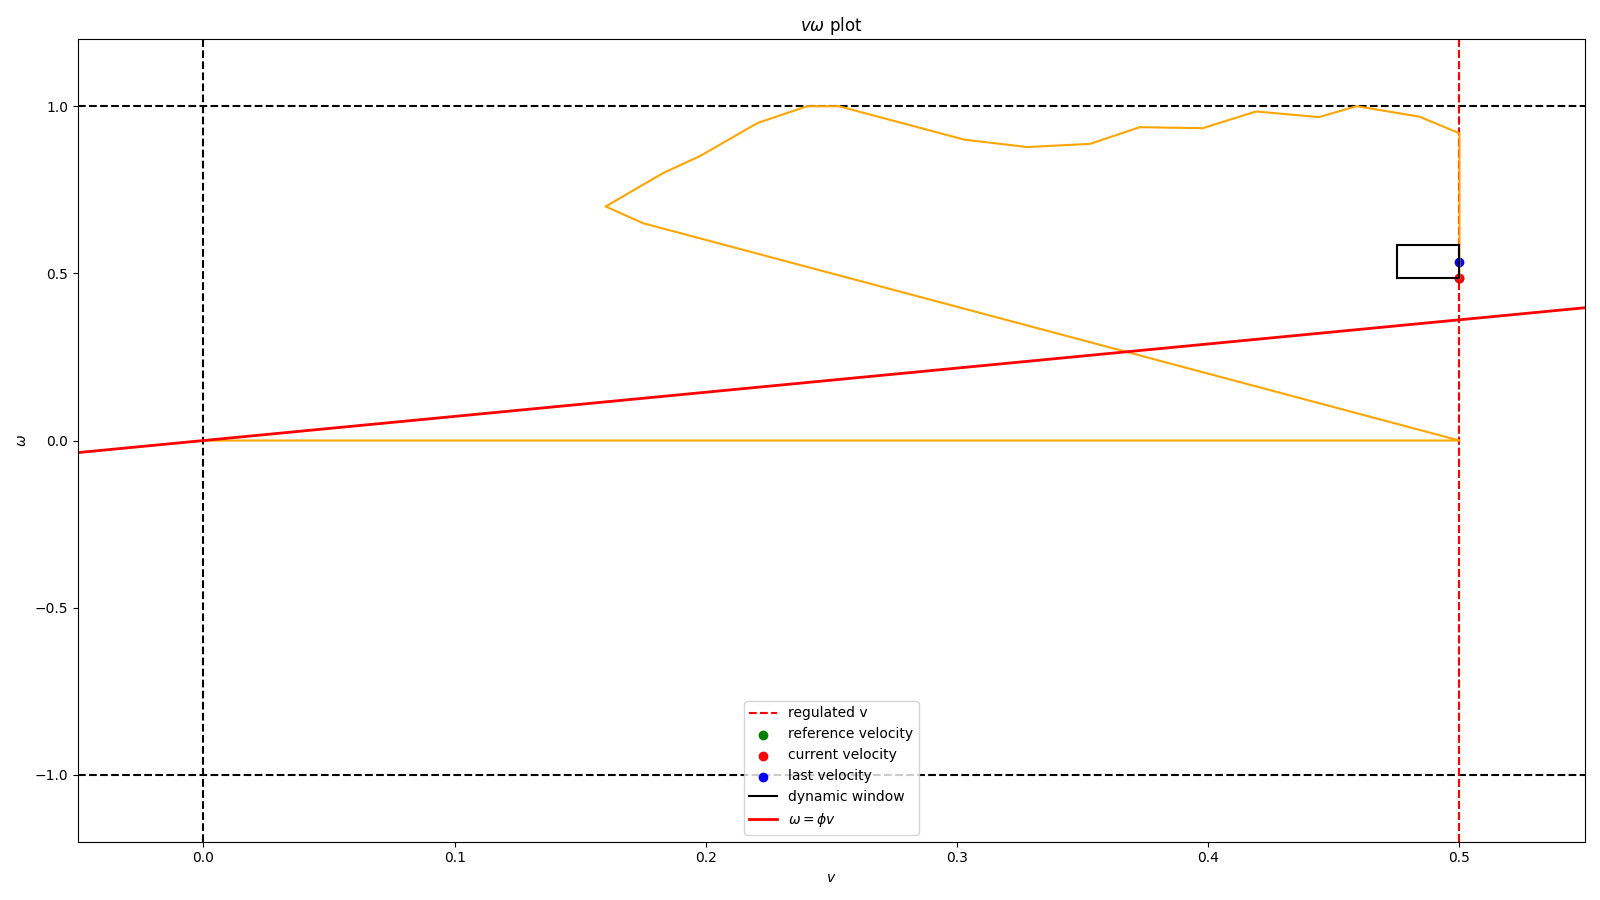 vω plot
1.0
0.5
0.0
−0.5
−1.0
ω
regulated v
reference velocity
current velocity
last velocity
dynamic window
ω = ϕv
0.0 0.1 0.2 0.3 0.4 0.5
v